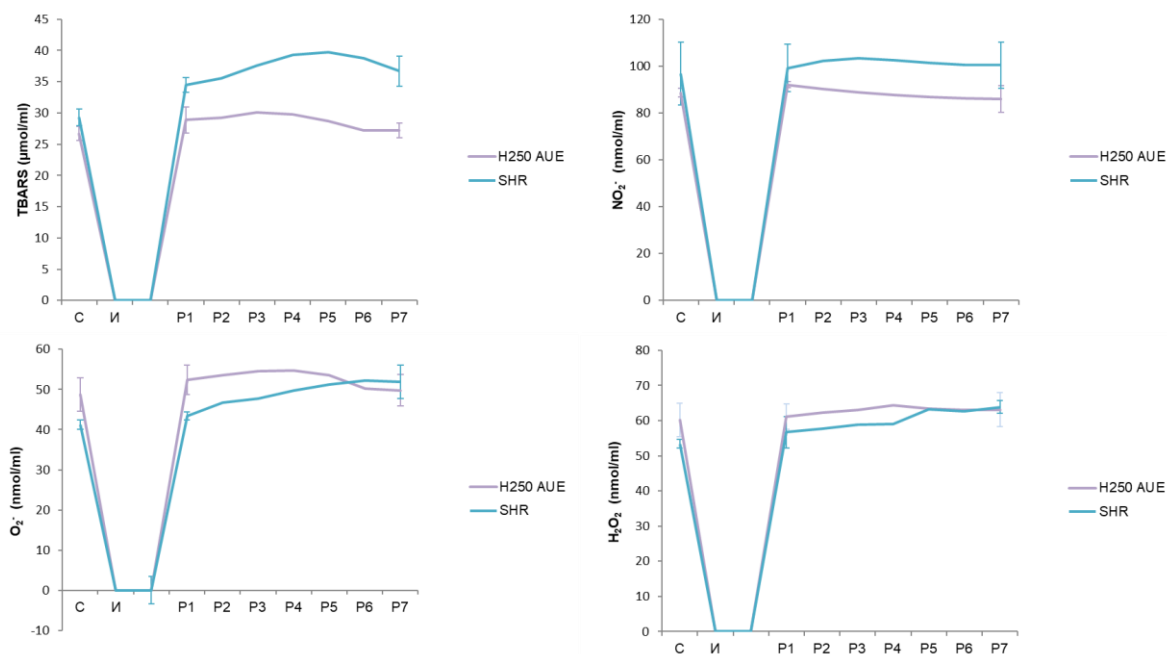 45
40
35
30
25
20
15
10
5
0
TBARS (µmol/ml)
С И P1 P2 P3 P4 P5 P6 P7
H250 AUE
SHR
120
100
80
60
40
20
0
NO₂⁻ (nmol/ml)
С И P1 P2 P3 P4 P5 P6 P7
H250 AUE
SHR
60
50
40
30
20
10
0
-10
O₂⁻ (nmol/ml)
С И P1 P2 P3 P4 P5 P6 P7
H250 AUE
SHR
80
70
60
50
40
30
20
10
0
H₂O₂ (nmol/ml)
С И P1 P2 P3 P4 P5 P6 P7
H250 AUE
SHR